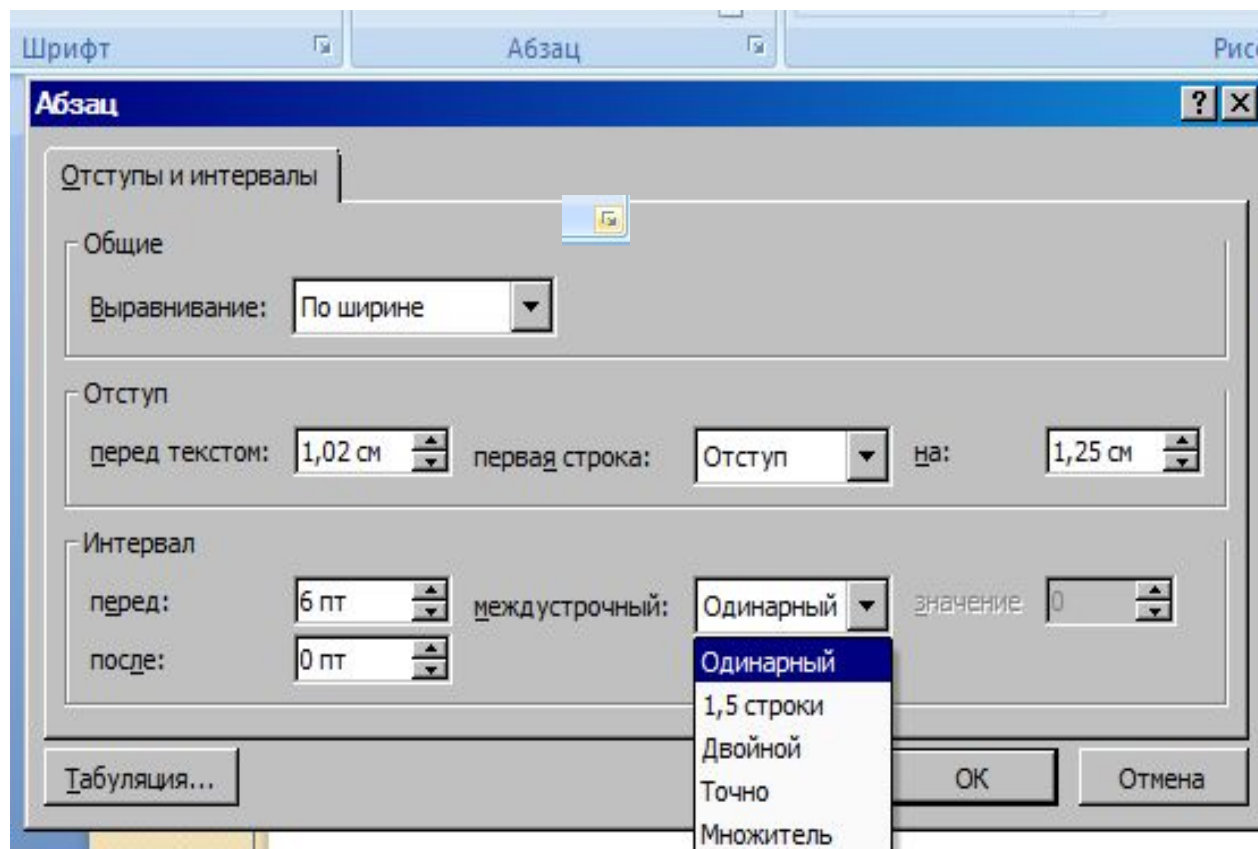 Шрифт Абзац Рис
Абзац
Отступы и интервалы
Общие
Выравнивание: По ширине
Отступ
перед текстом: 1,02 см первая строка: Отступ на: 1,25 см
Интервал
перед: 6 пт междустрочный: Одинарный значение 0
после: 0 пт
Одинарный
1,5 строки
Двойной
Точно
Множитель
Табуляция... ОК Отмена